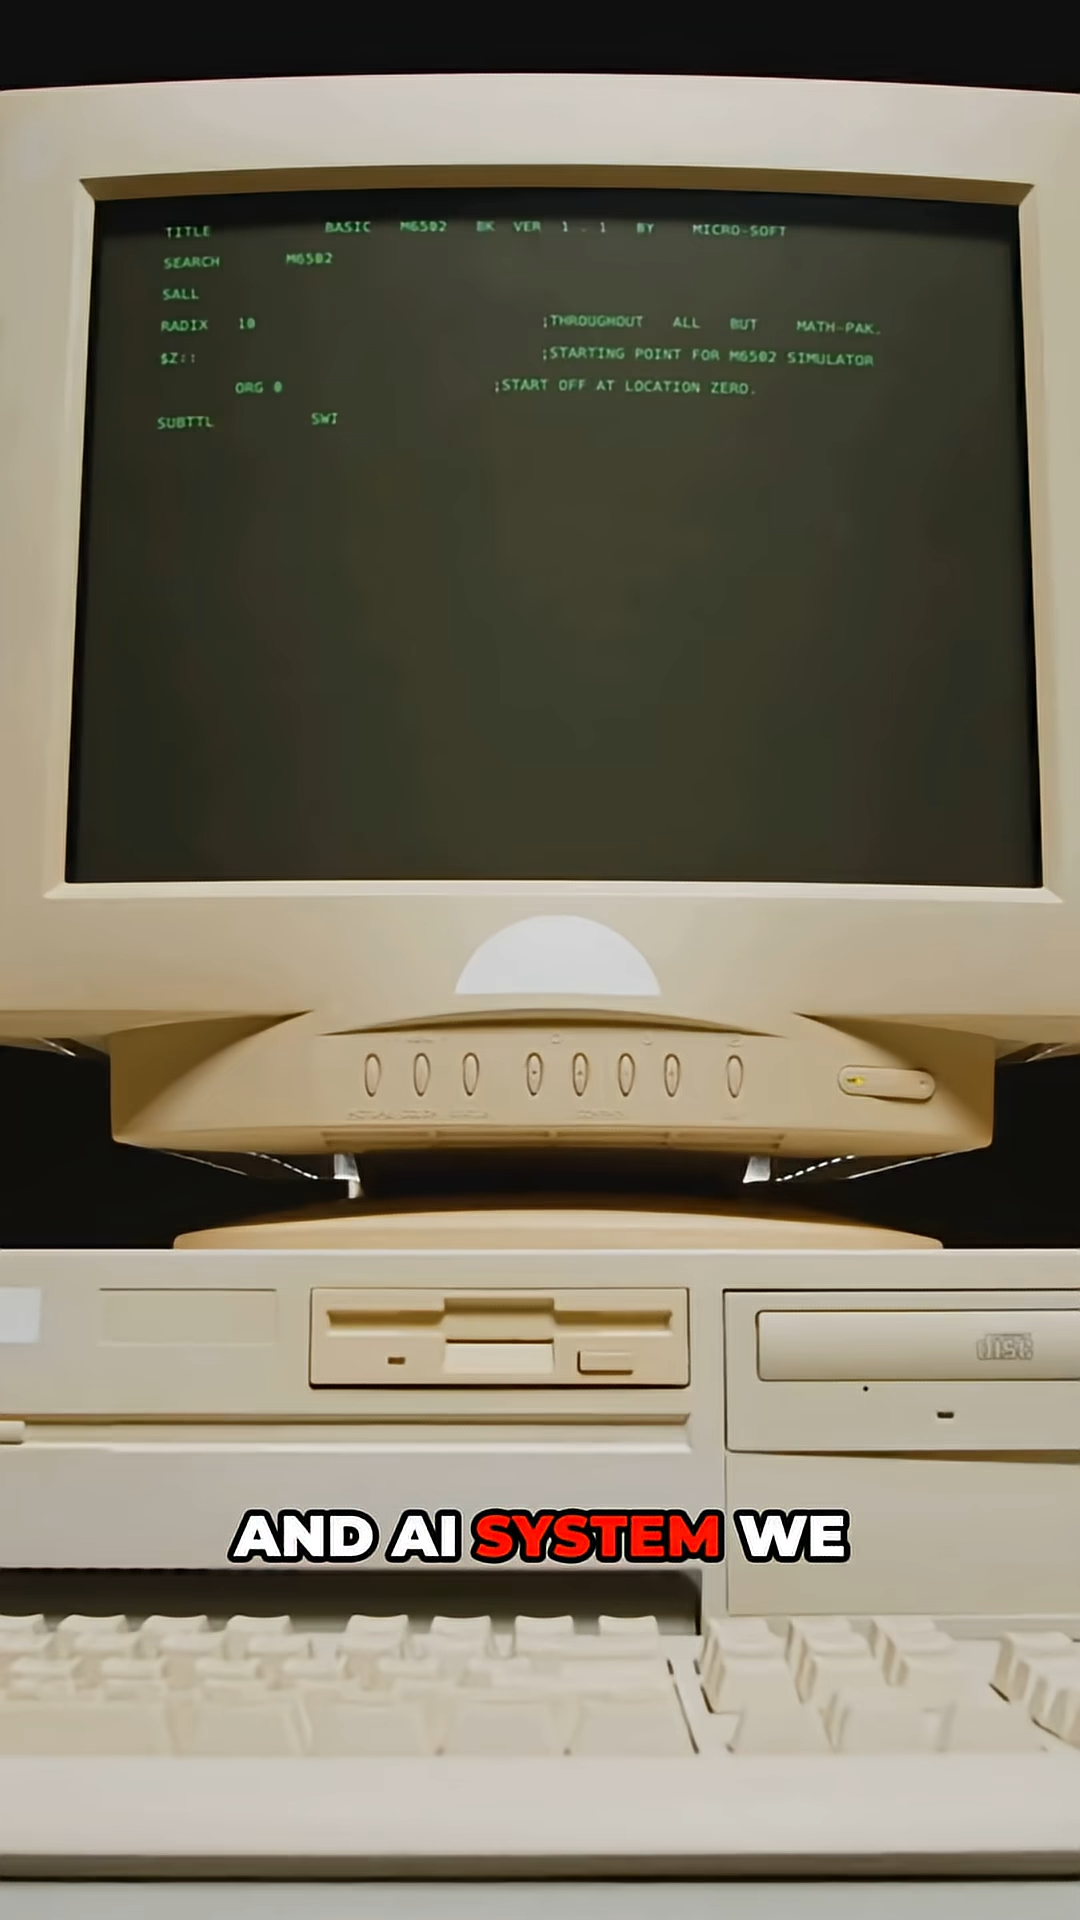 TITLE BASIC M6502 8K VER 1.1 BY MICRO-SOFT
SEARCH M6502
SALL
RADIX 10 ;THROUGHOUT ALL BUT MATH-PAK.
$Z:: ;STARTING POINT FOR M6502 SIMULATOR
ORG 0 ;START OFF AT LOCATION ZERO.
SUBTTL SWI
AND AI SYSTEM WE